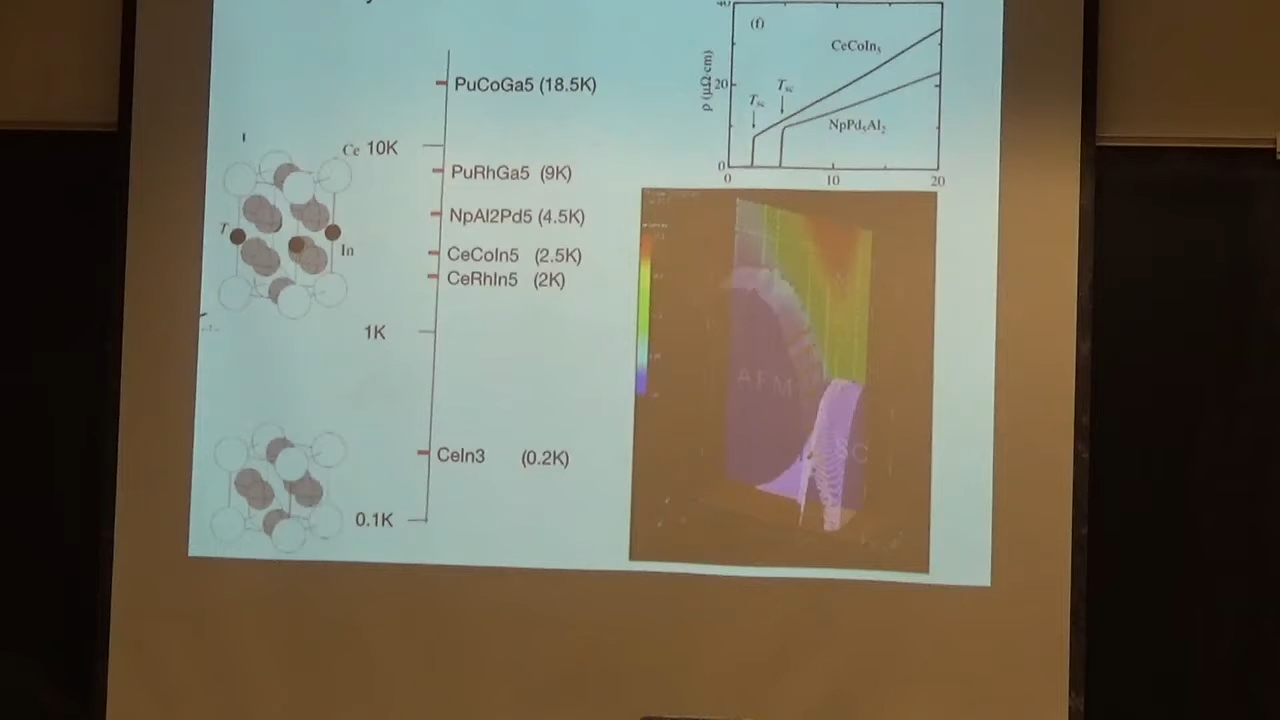 PuCoGa5 (18.5K)
Ce 10K
PuRhGa5 (9K)
NpAl2Pd5 (4.5K)
T
In
CeCoIn5 (2.5K)
CeRhIn5 (2K)
1K
CeIn3 (0.2K)
0.1K
40
(f)
CeCoIn₅
ρ (μΩ·cm)
20
Tsc
Tsc
NpPd₅Al₂
0
0 10 20
AFM
SC